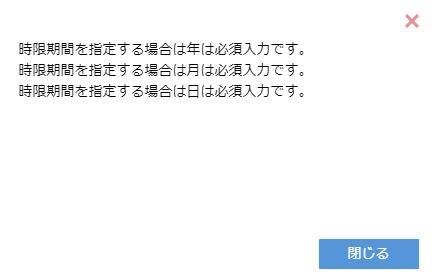 時限期間を指定する場合は年は必須入力です。
時限期間を指定する場合は月は必須入力です。
時限期間を指定する場合は日は必須入力です。
閉じる